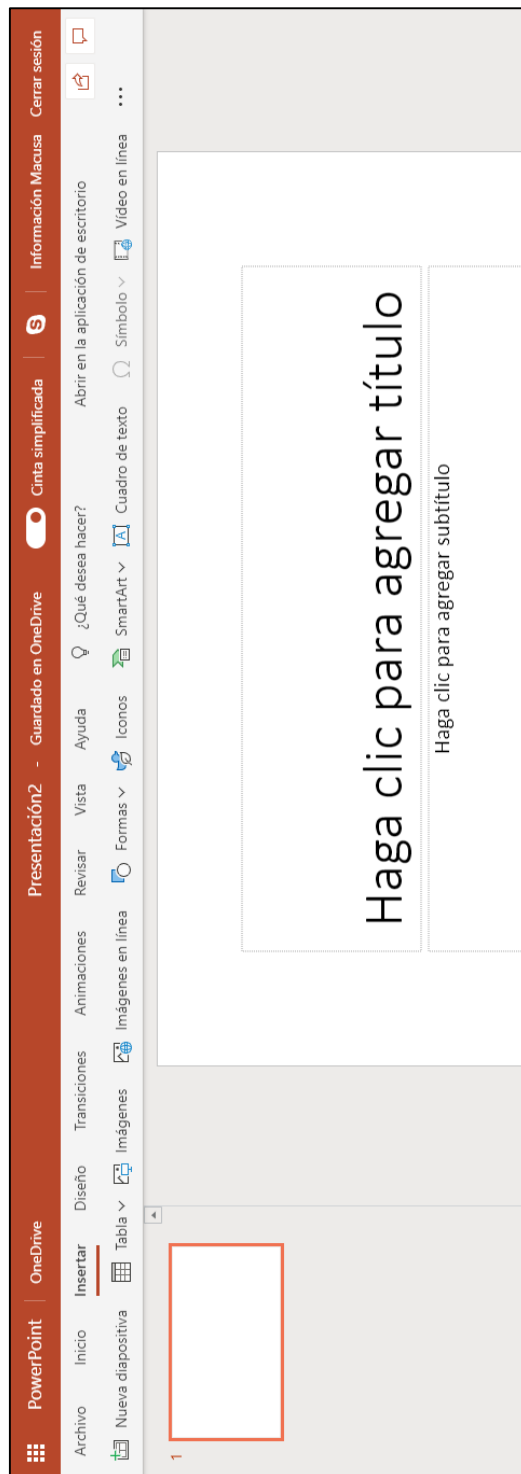 PowerPoint OneDrive Presentación2 - Guardado en OneDrive Cinta simplificada Información Macusa Cerrar sesión
Archivo Inicio Insertar Diseño Transiciones Animaciones Revisar Vista Ayuda ¿Qué desea hacer? Abrir en la aplicación de escritorio
Nueva diapositiva Tabla Imágenes Imágenes en línea Formas Iconos SmartArt Cuadro de texto Símbolo Vídeo en línea ...
1
Haga clic para agregar título
Haga clic para agregar subtítulo